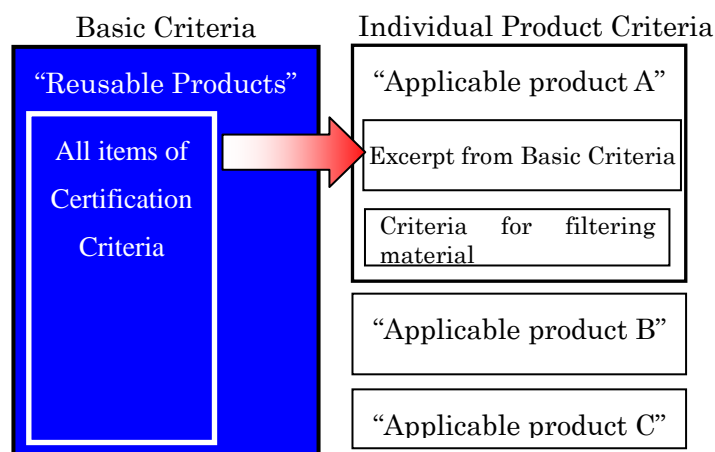 Basic Criteria
“Reusable Products”
All items of
Certification
Criteria
Individual Product Criteria
“Applicable product A”
Excerpt from Basic Criteria
Criteria for filtering
material
“Applicable product B”
“Applicable product C”